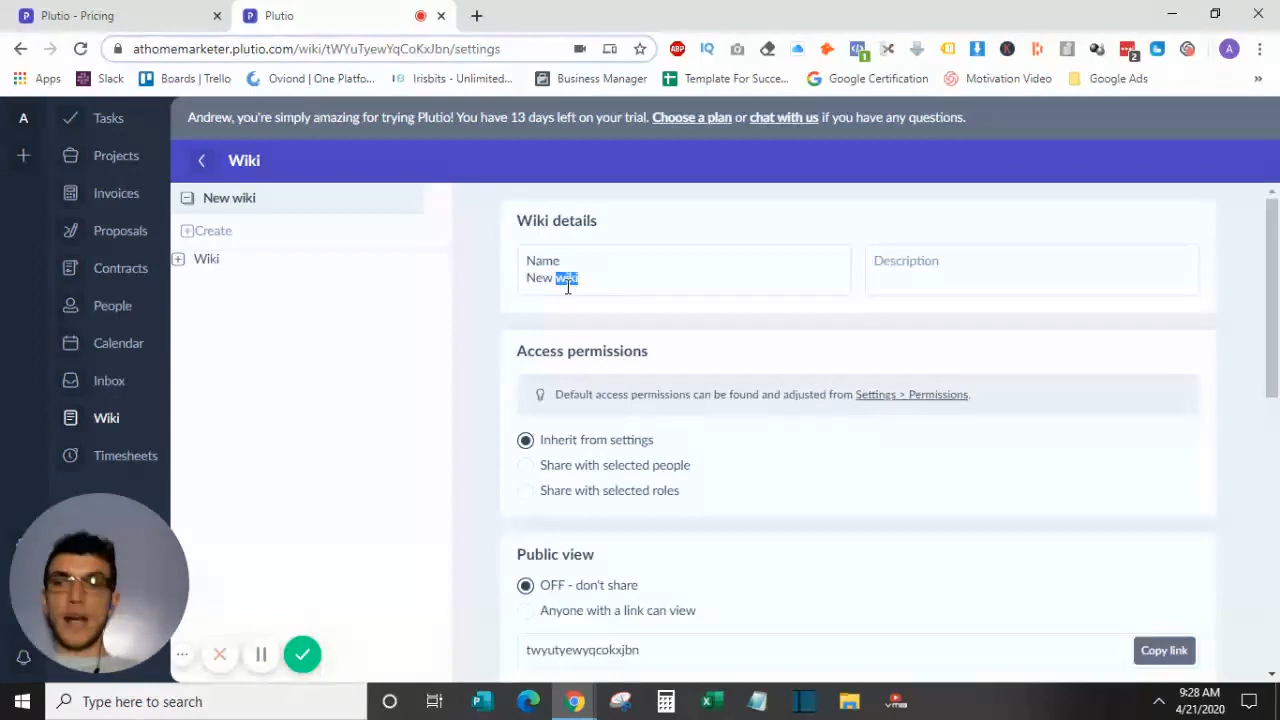 Plutio - Pricing
Plutio
athomemarketer.plutio.com/wiki/tWYuTyewYqCoKxJbn/settings
ABP
IQ
1
2
A
Apps
Slack
Boards | Trello
Oviond | One Platfo...
Irisbits - Unlimited...
Business Manager
Template For Succe...
Google Certification
Motivation Video
Google Ads
»
A
Andrew, you're simply amazing for trying Plutio! You have 13 days left on your trial. Choose a plan or chat with us if you have any questions.
Tasks
Projects
Invoices
Proposals
Contracts
People
Calendar
Inbox
Wiki
Timesheets
Wiki
New wiki
Create
Wiki
Wiki details
Name
New wiki
Description
Access permissions
Default access permissions can be found and adjusted from Settings > Permissions.
Inherit from settings
Share with selected people
Share with selected roles
Public view
OFF - don't share
Anyone with a link can view
twyutyewyqcokxjbn
Copy link
Type here to search
9:28 AM
4/21/2020